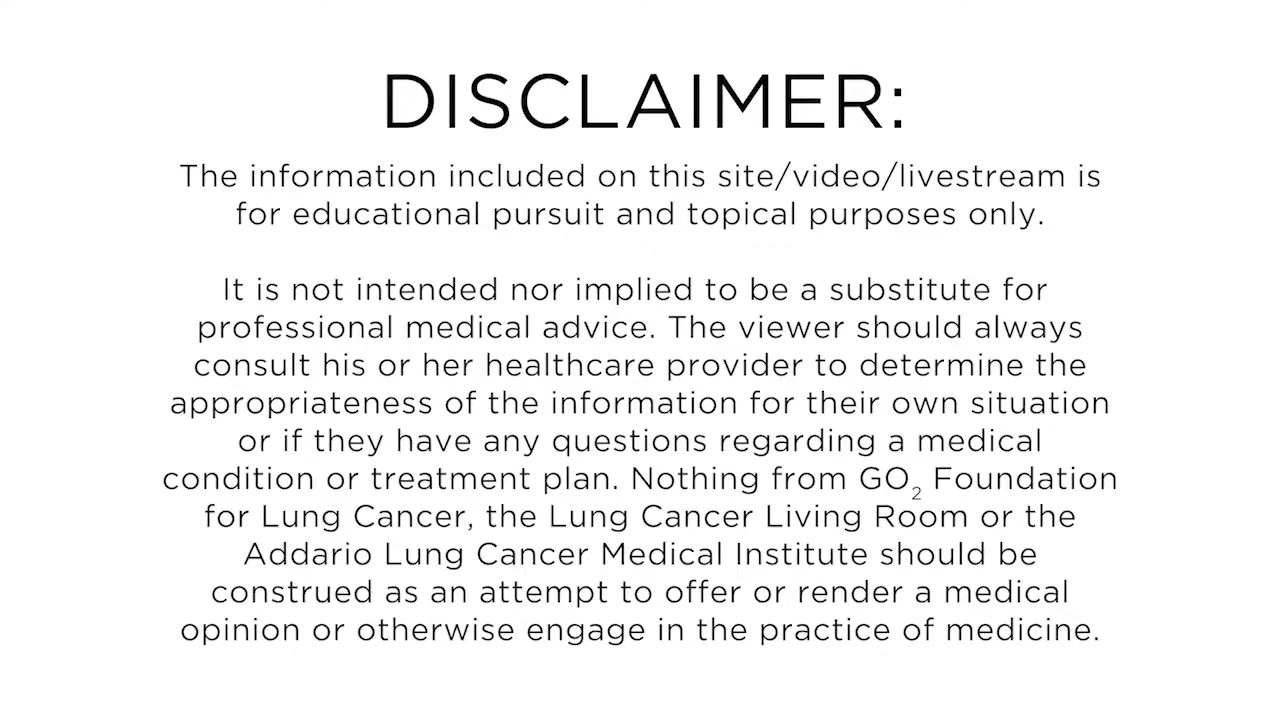 DISCLAIMER:
The information included on this site/video/livestream is
for educational pursuit and topical purposes only.
It is not intended nor implied to be a substitute for
professional medical advice. The viewer should always
consult his or her healthcare provider to determine the
appropriateness of the information for their own situation
or if they have any questions regarding a medical
condition or treatment plan. Nothing from GO₂ Foundation
for Lung Cancer, the Lung Cancer Living Room or the
Addario Lung Cancer Medical Institute should be
construed as an attempt to offer or render a medical
opinion or otherwise engage in the practice of medicine.